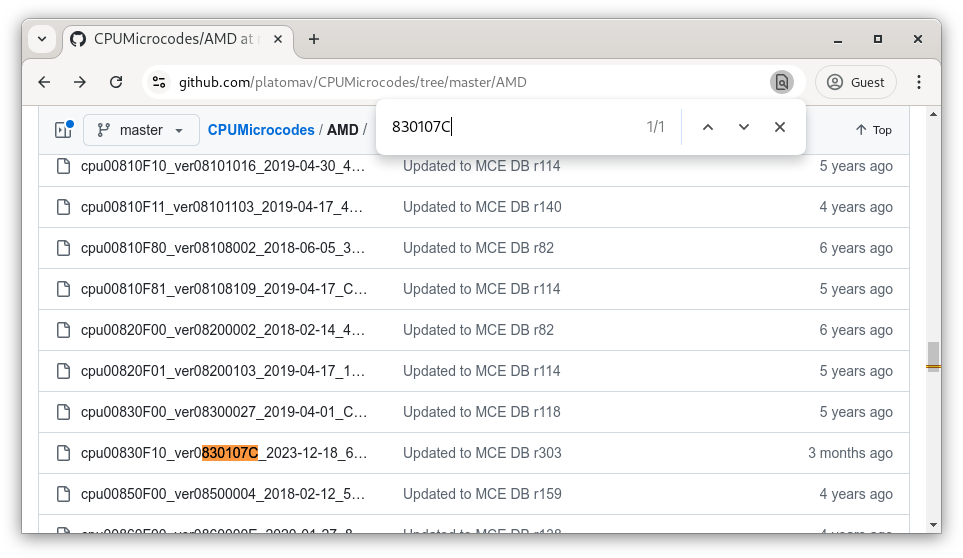 CPUMicrocodes/AMD at
github.com/platomav/CPUMicrocodes/tree/master/AMD
Guest
830107C
1/1
master
CPUMicrocodes / AMD /
Top
cpu00810F10_ver08101016_2019-04-30_4… Updated to MCE DB r114 5 years ago
cpu00810F11_ver08101103_2019-04-17_4… Updated to MCE DB r140 4 years ago
cpu00810F80_ver08108002_2018-06-05_3… Updated to MCE DB r82 6 years ago
cpu00810F81_ver08108109_2019-04-17_C… Updated to MCE DB r114 5 years ago
cpu00820F00_ver08200002_2018-02-14_4… Updated to MCE DB r82 6 years ago
cpu00820F01_ver08200103_2019-04-17_1… Updated to MCE DB r114 5 years ago
cpu00830F00_ver08300027_2019-04-01_C… Updated to MCE DB r118 5 years ago
cpu00830F10_ver0830107C_2023-12-18_6… Updated to MCE DB r303 3 months ago
cpu00850F00_ver08500004_2018-02-12_5… Updated to MCE DB r159 4 years ago